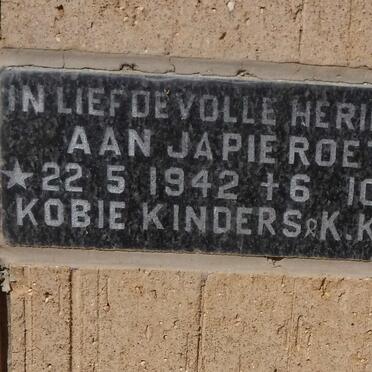 IN LIEFDEVOLLE HERI
AAN JAPIE ROE
★ 22 5 1942 + 6 10
KOBIE KINDERS & K.K